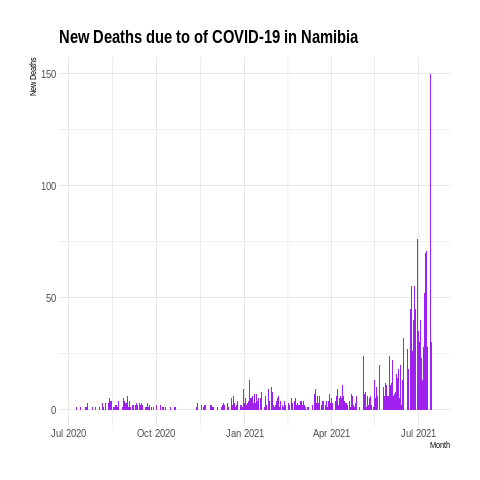 New Deaths due to of COVID-19 in Namibia
New Deaths
150
100
50
0
Jul 2020 Oct 2020 Jan 2021 Apr 2021 Jul 2021
Month